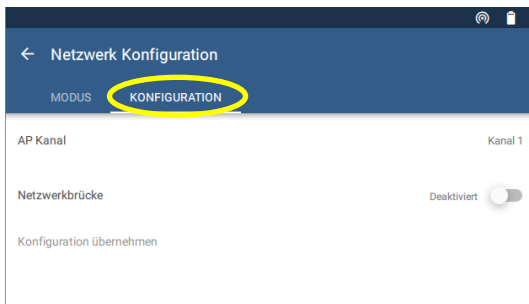 Netzwerk Konfiguration
MODUS KONFIGURATION
AP Kanal Kanal 1
Netzwerkbrücke Deaktiviert
Konfiguration übernehmen